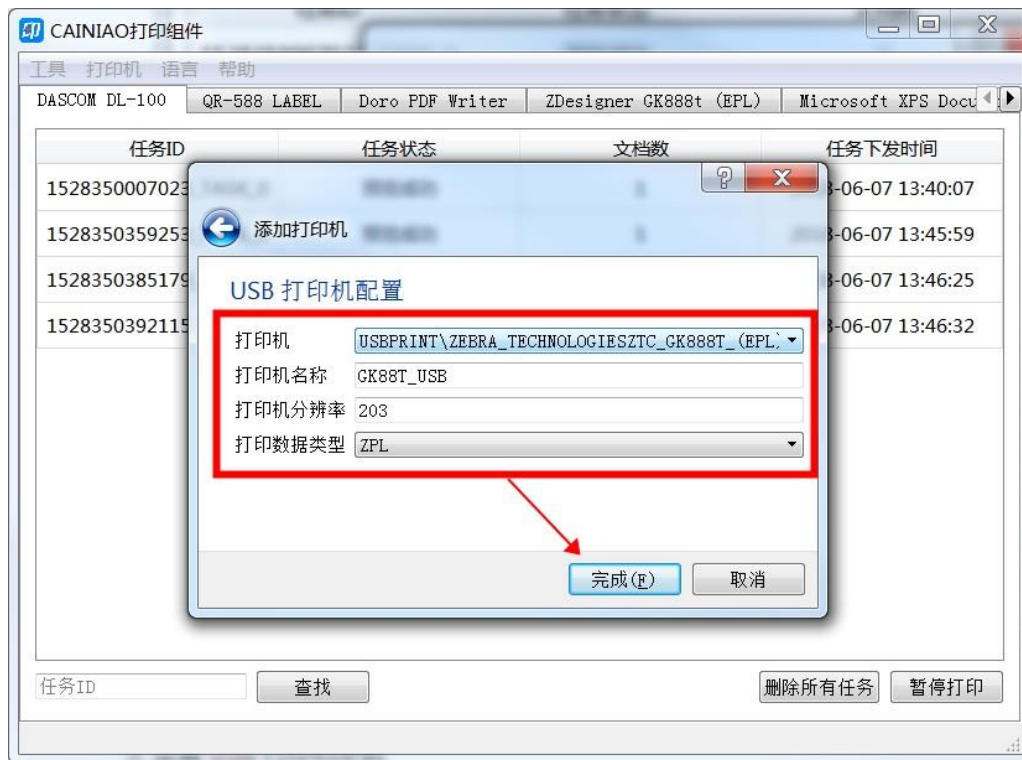 CAINIAO打印组件
工具 打印机 语言 帮助
DASCOM DL-100 QR-588 LABEL Doro PDF Writer ZDesigner GK888t (EPL) Microsoft XPS Docu
任务ID 任务状态 文档数 任务下发时间
1528350007023 -06-07 13:40:07
1528350359253 -06-07 13:45:59
1528350385179 -06-07 13:46:25
1528350392115 -06-07 13:46:32
添加打印机
USB 打印机配置
打印机 USBPRINT\ZEBRA_TECHNOLOGIESZTC_GK888T_(EPL)
打印机名称 GK88T_USB
打印机分辨率 203
打印数据类型 ZPL
完成(F) 取消
任务ID 查找 删除所有任务 暂停打印